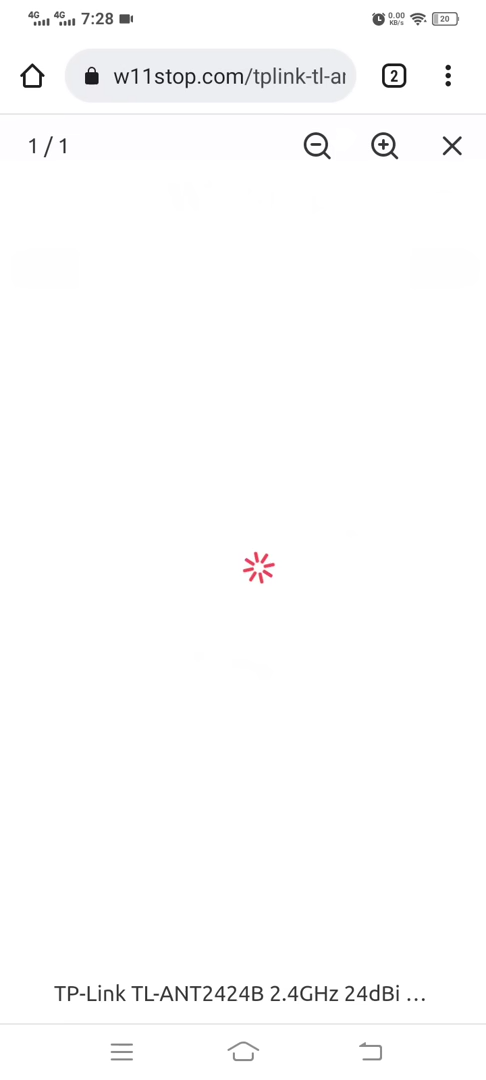 4G 4G 7:28 0.00 KB/s 20
w11stop.com/tplink-tl-ar 2
1 / 1
TP-Link TL-ANT2424B 2.4GHz 24dBi ...